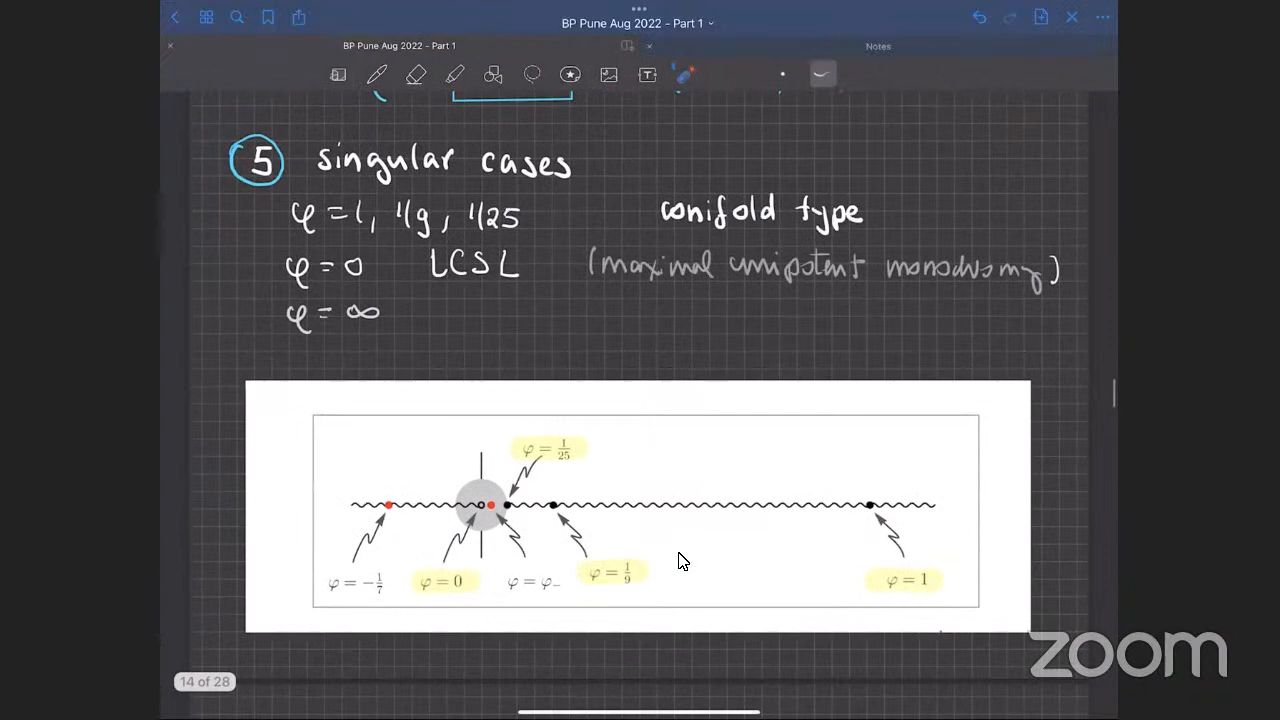 BP Pune Aug 2022 - Part 1
BP Pune Aug 2022 - Part 1
Notes
5 singular cases
φ = 1, 1/9, 1/25 conifold type
φ = 0 LCSL (maximal unipotent monodromy)
φ = ∞
φ = 1/25
φ = -1/7
φ = 0
φ = φ₋
φ = 1/9
φ = 1
14 of 28
zoom